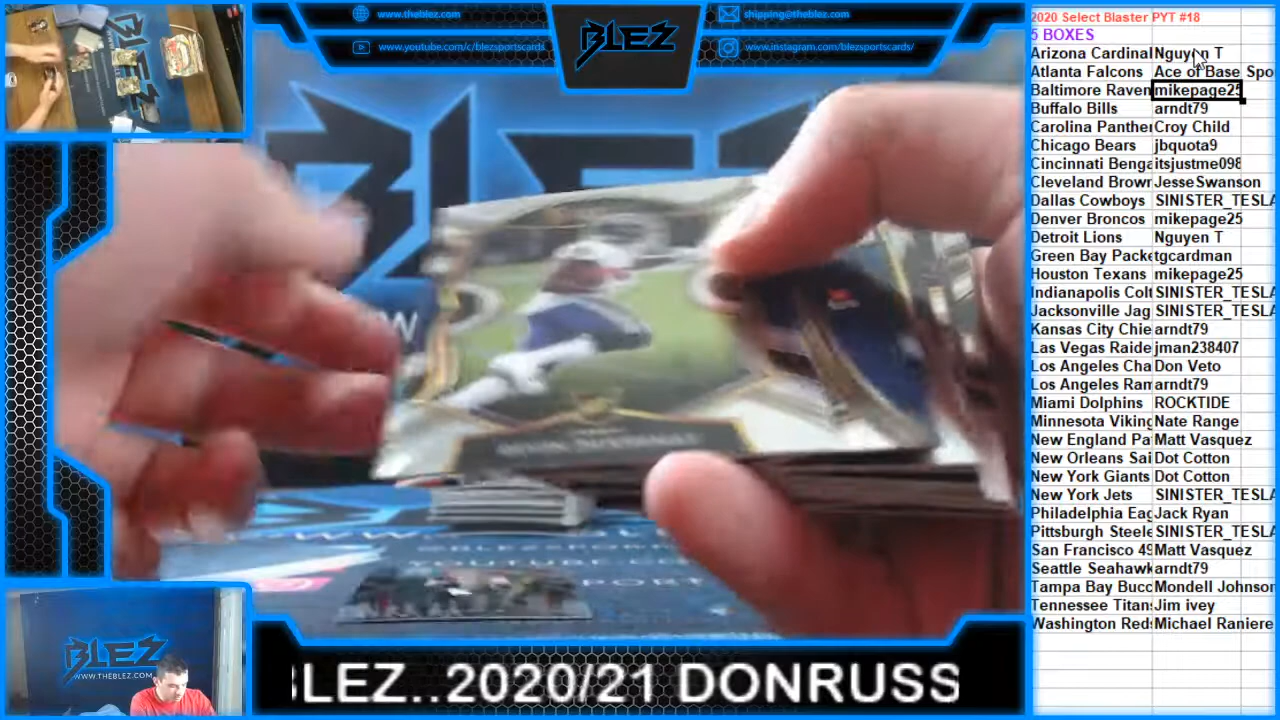 www.theblez.com
shipping@theblez.com
www.youtube.com/c/blezsportscards
www.instagram.com/blezsportscards/
BLEZ
2020 Select Blaster PYT #18
5 BOXES
Arizona Cardinal Nguyen T
Atlanta Falcons Ace of Base Spo
Baltimore Raven mikepage25
Buffalo Bills arndt79
Carolina Panther Croy Child
Chicago Bears jbquota9
Cincinnati Benga itsjustme098
Cleveland Brown JesseSwanson
Dallas Cowboys SINISTER_TESLA
Denver Broncos mikepage25
Detroit Lions Nguyen T
Green Bay Packe tgcardman
Houston Texans mikepage25
Indianapolis Colt SINISTER_TESLA
Jacksonville Jag SINISTER_TESLA
Kansas City Chie arndt79
Las Vegas Raide jman238407
Los Angeles Cha Don Veto
Los Angeles Ram arndt79
Miami Dolphins ROCKTIDE
Minnesota Viking Nate Range
New England Pa Matt Vasquez
New Orleans Sai Dot Cotton
New York Giants Dot Cotton
New York Jets SINISTER_TESLA
Philadelphia Eag Jack Ryan
Pittsburgh Steele SINISTER_TESLA
San Francisco 49 Matt Vasquez
Seattle Seahawk arndt79
Tampa Bay Bucc Mondell Johnson
Tennessee Titans Jim ivey
Washington Reds Michael Raniere
BLEZ
WWW.THEBLEZ.COM
BLEZ..2020/21 DONRUSS